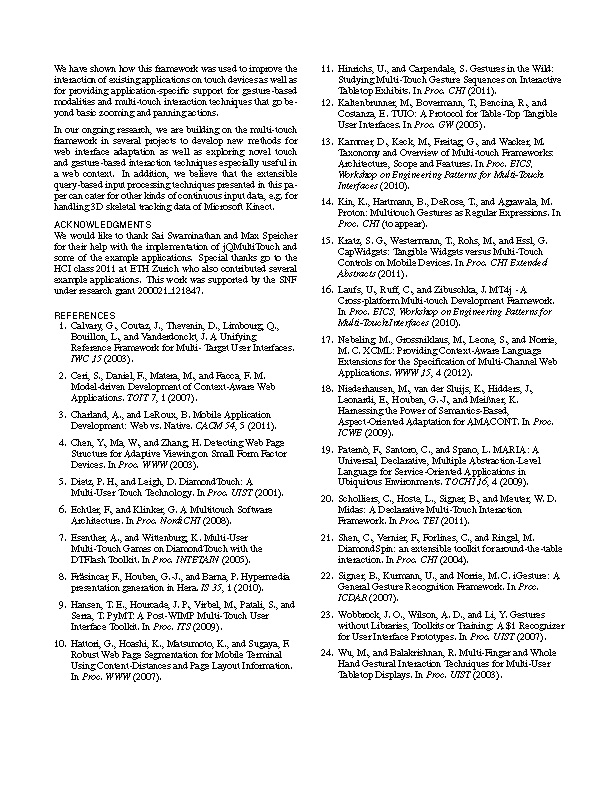 We have shown how this framework was used to improve the
interaction of existing applications on touch devices as well as
for providing application-specific support for gesture-based
modalities and multi-touch interaction techniques that go be-
yond basic zooming and panning actions.
In our ongoing research, we are building on the multi-touch
framework in several projects to develop new methods for
web interface adaptation as well as exploring novel touch
and gesture-based interaction techniques especially useful in
a web context. In addition, we believe that the extensible
query-based input processing techniques presented in this pa-
per can cater for other kinds of continuous input data, e.g. for
handling 3D skeletal tracking data of Microsoft Kinect.
ACKNOWLEDGMENTS
We would like to thank Sai Swaminathan and Max Speicher
for their help with the implementation of jQMultiTouch and
some of the example applications. Special thanks go to the
HCI class 2011 at ETH Zurich who also contributed several
example applications. This work was supported by the SNF
under research grant 200021_121847.
REFERENCES
1. Calvary, G., Coutaz, J., Thevenin, D., Limbourg, Q.,
Bouillon, L., and Vanderdonckt, J. A Unifying
Reference Framework for Multi- Target User Interfaces.
IWC 15 (2003).
2. Ceri, S., Daniel, F., Matera, M., and Facca, F. M.
Model-driven Development of Context-Aware Web
Applications. TOIT 7, 1 (2007).
3. Charland, A., and LeRoux, B. Mobile Application
Development: Web vs. Native. CACM 54, 5 (2011).
4. Chen, Y., Ma, W., and Zhang, H. Detecting Web Page
Structure for Adaptive Viewing on Small Form Factor
Devices. In Proc. WWW (2003).
5. Dietz, P. H., and Leigh, D. DiamondTouch: A
Multi-User Touch Technology. In Proc. UIST (2001).
6. Echtler, F., and Klinker, G. A Multitouch Software
Architecture. In Proc. NordiCHI (2008).
7. Esenther, A., and Wittenburg, K. Multi-User
Multi-Touch Games on DiamondTouch with the
DTFlash Toolkit. In Proc. INTETAIN (2005).
8. Frăsincar, F., Houben, G.-J., and Barna, P. Hypermedia
presentation generation in Hera. IS 35, 1 (2010).
9. Hansen, T. E., Hourcade, J. P., Virbel, M., Patali, S., and
Serra, T. PyMT: A Post-WIMP Multi-Touch User
Interface Toolkit. In Proc. ITS (2009).
10. Hattori, G., Hoashi, K., Matsumoto, K., and Sugaya, F.
Robust Web Page Segmentation for Mobile Terminal
Using Content-Distances and Page Layout Information.
In Proc. WWW (2007).
11. Hinrichs, U., and Carpendale, S. Gestures in the Wild:
Studying Multi-Touch Gesture Sequences on Interactive
Tabletop Exhibits. In Proc. CHI (2011).
12. Kaltenbrunner, M., Bovermann, T., Bencina, R., and
Costanza, E. TUIO: A Protocol for Table-Top Tangible
User Interfaces. In Proc. GW (2005).
13. Kammer, D., Keck, M., Freitag, G., and Wacker, M.
Taxonomy and Overview of Multi-touch Frameworks:
Architecture, Scope and Features. In Proc. EICS,
Workshop on Engineering Patterns for Multi-Touch
Interfaces (2010).
14. Kin, K., Hartmann, B., DeRose, T., and Agrawala, M.
Proton: Multitouch Gestures as Regular Expressions. In
Proc. CHI (to appear).
15. Kratz, S. G., Westermann, T., Rohs, M., and Essl, G.
CapWidgets: Tangible Widgets versus Multi-Touch
Controls on Mobile Devices. In Proc. CHI Extended
Abstracts (2011).
16. Laufs, U., Ruff, C., and Zibuschka, J. MT4j - A
Cross-platform Multi-touch Development Framework.
In Proc. EICS, Workshop on Engineering Patterns for
Multi-Touch Interfaces (2010).
17. Nebeling, M., Grossniklaus, M., Leone, S., and Norrie,
M. C. XCML: Providing Context-Aware Language
Extensions for the Specification of Multi-Channel Web
Applications. WWW 15, 4 (2012).
18. Niederhausen, M., van der Sluijs, K., Hidders, J.,
Leonardi, E., Houben, G.-J., and Meißner, K.
Harnessing the Power of Semantics-Based,
Aspect-Oriented Adaptation for AMACONT. In Proc.
ICWE (2009).
19. Paternò, F., Santoro, C., and Spano, L. MARIA: A
Universal, Declarative, Multiple Abstraction-Level
Language for Service-Oriented Applications in
Ubiquitous Environments. TOCHI 16, 4 (2009).
20. Scholliers, C., Hoste, L., Signer, B., and Meuter, W. D.
Midas: A Declarative Multi-Touch Interaction
Framework. In Proc. TEI (2011).
21. Shen, C., Vernier, F., Forlines, C., and Ringel, M.
DiamondSpin: an extensible toolkit for around-the-table
interaction. In Proc. CHI (2004).
22. Signer, B., Kurmann, U., and Norrie, M. C. iGesture: A
General Gesture Recognition Framework. In Proc.
ICDAR (2007).
23. Wobbrock, J. O., Wilson, A. D., and Li, Y. Gestures
without Libraries, Toolkits or Training: A $1 Recognizer
for User Interface Prototypes. In Proc. UIST (2007).
24. Wu, M., and Balakrishnan, R. Multi-Finger and Whole
Hand Gestural Interaction Techniques for Multi-User
Tabletop Displays. In Proc. UIST (2003).